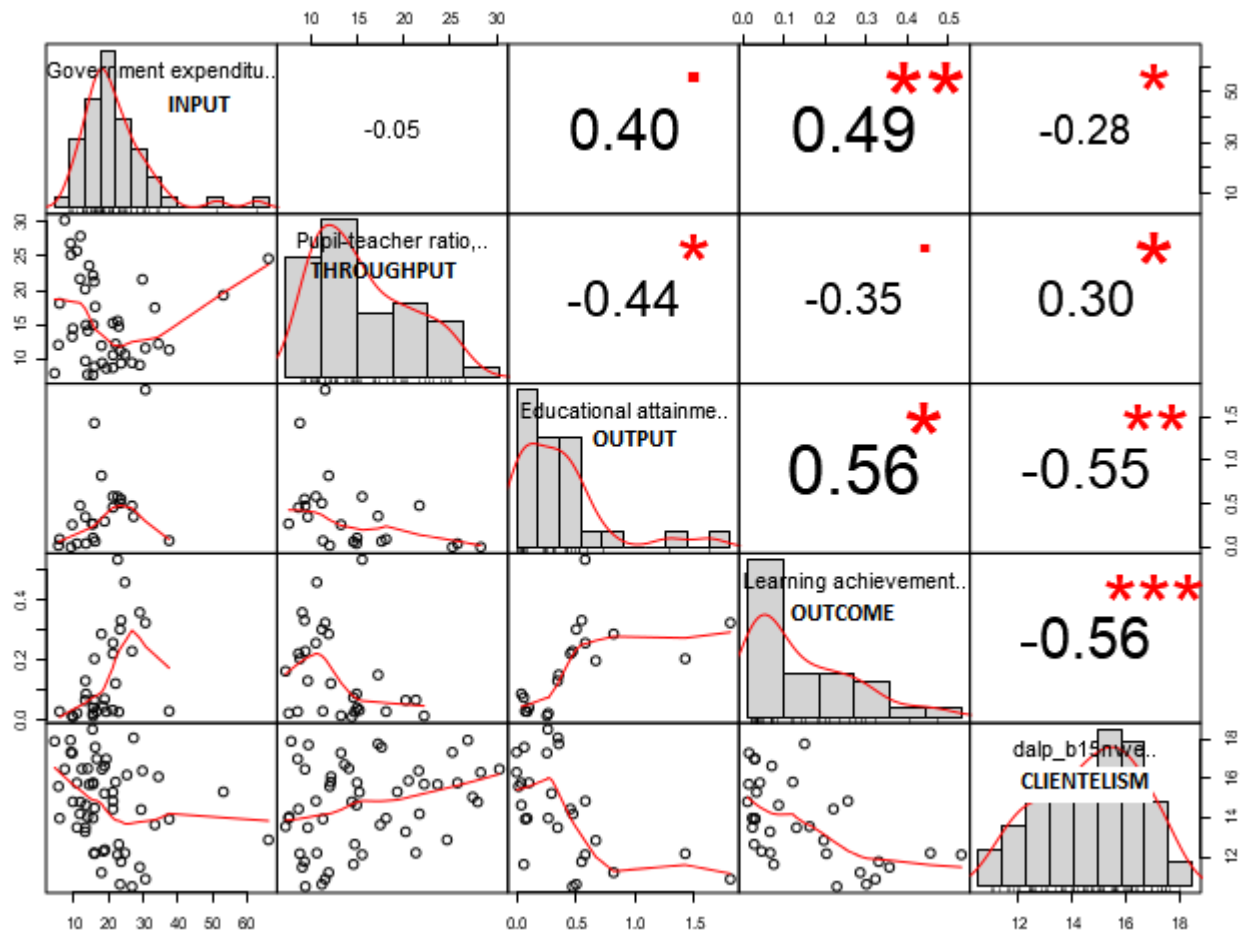 10 15 20 25 30
0.0 0.1 0.2 0.3 0.4 0.5
Government expenditu..
INPUT
-0.05
0.40
0.49 **
-0.28 *
10 30 50
10 15 20 25 30
Pupil-teacher ratio,..
THROUGHPUT
-0.44 *
-0.35
0.30 *
Educational attainme..
OUTPUT
0.56 *
-0.55 **
0.0 0.5 1.0 1.5
0.0 0.2 0.4
Learning achievement..
OUTCOME
-0.56 ***
dalp_b15nwe..
CLIENTELISM
12 14 16 18
10 20 30 40 60
0.0 0.5 1.0 1.5
12 14 16 18